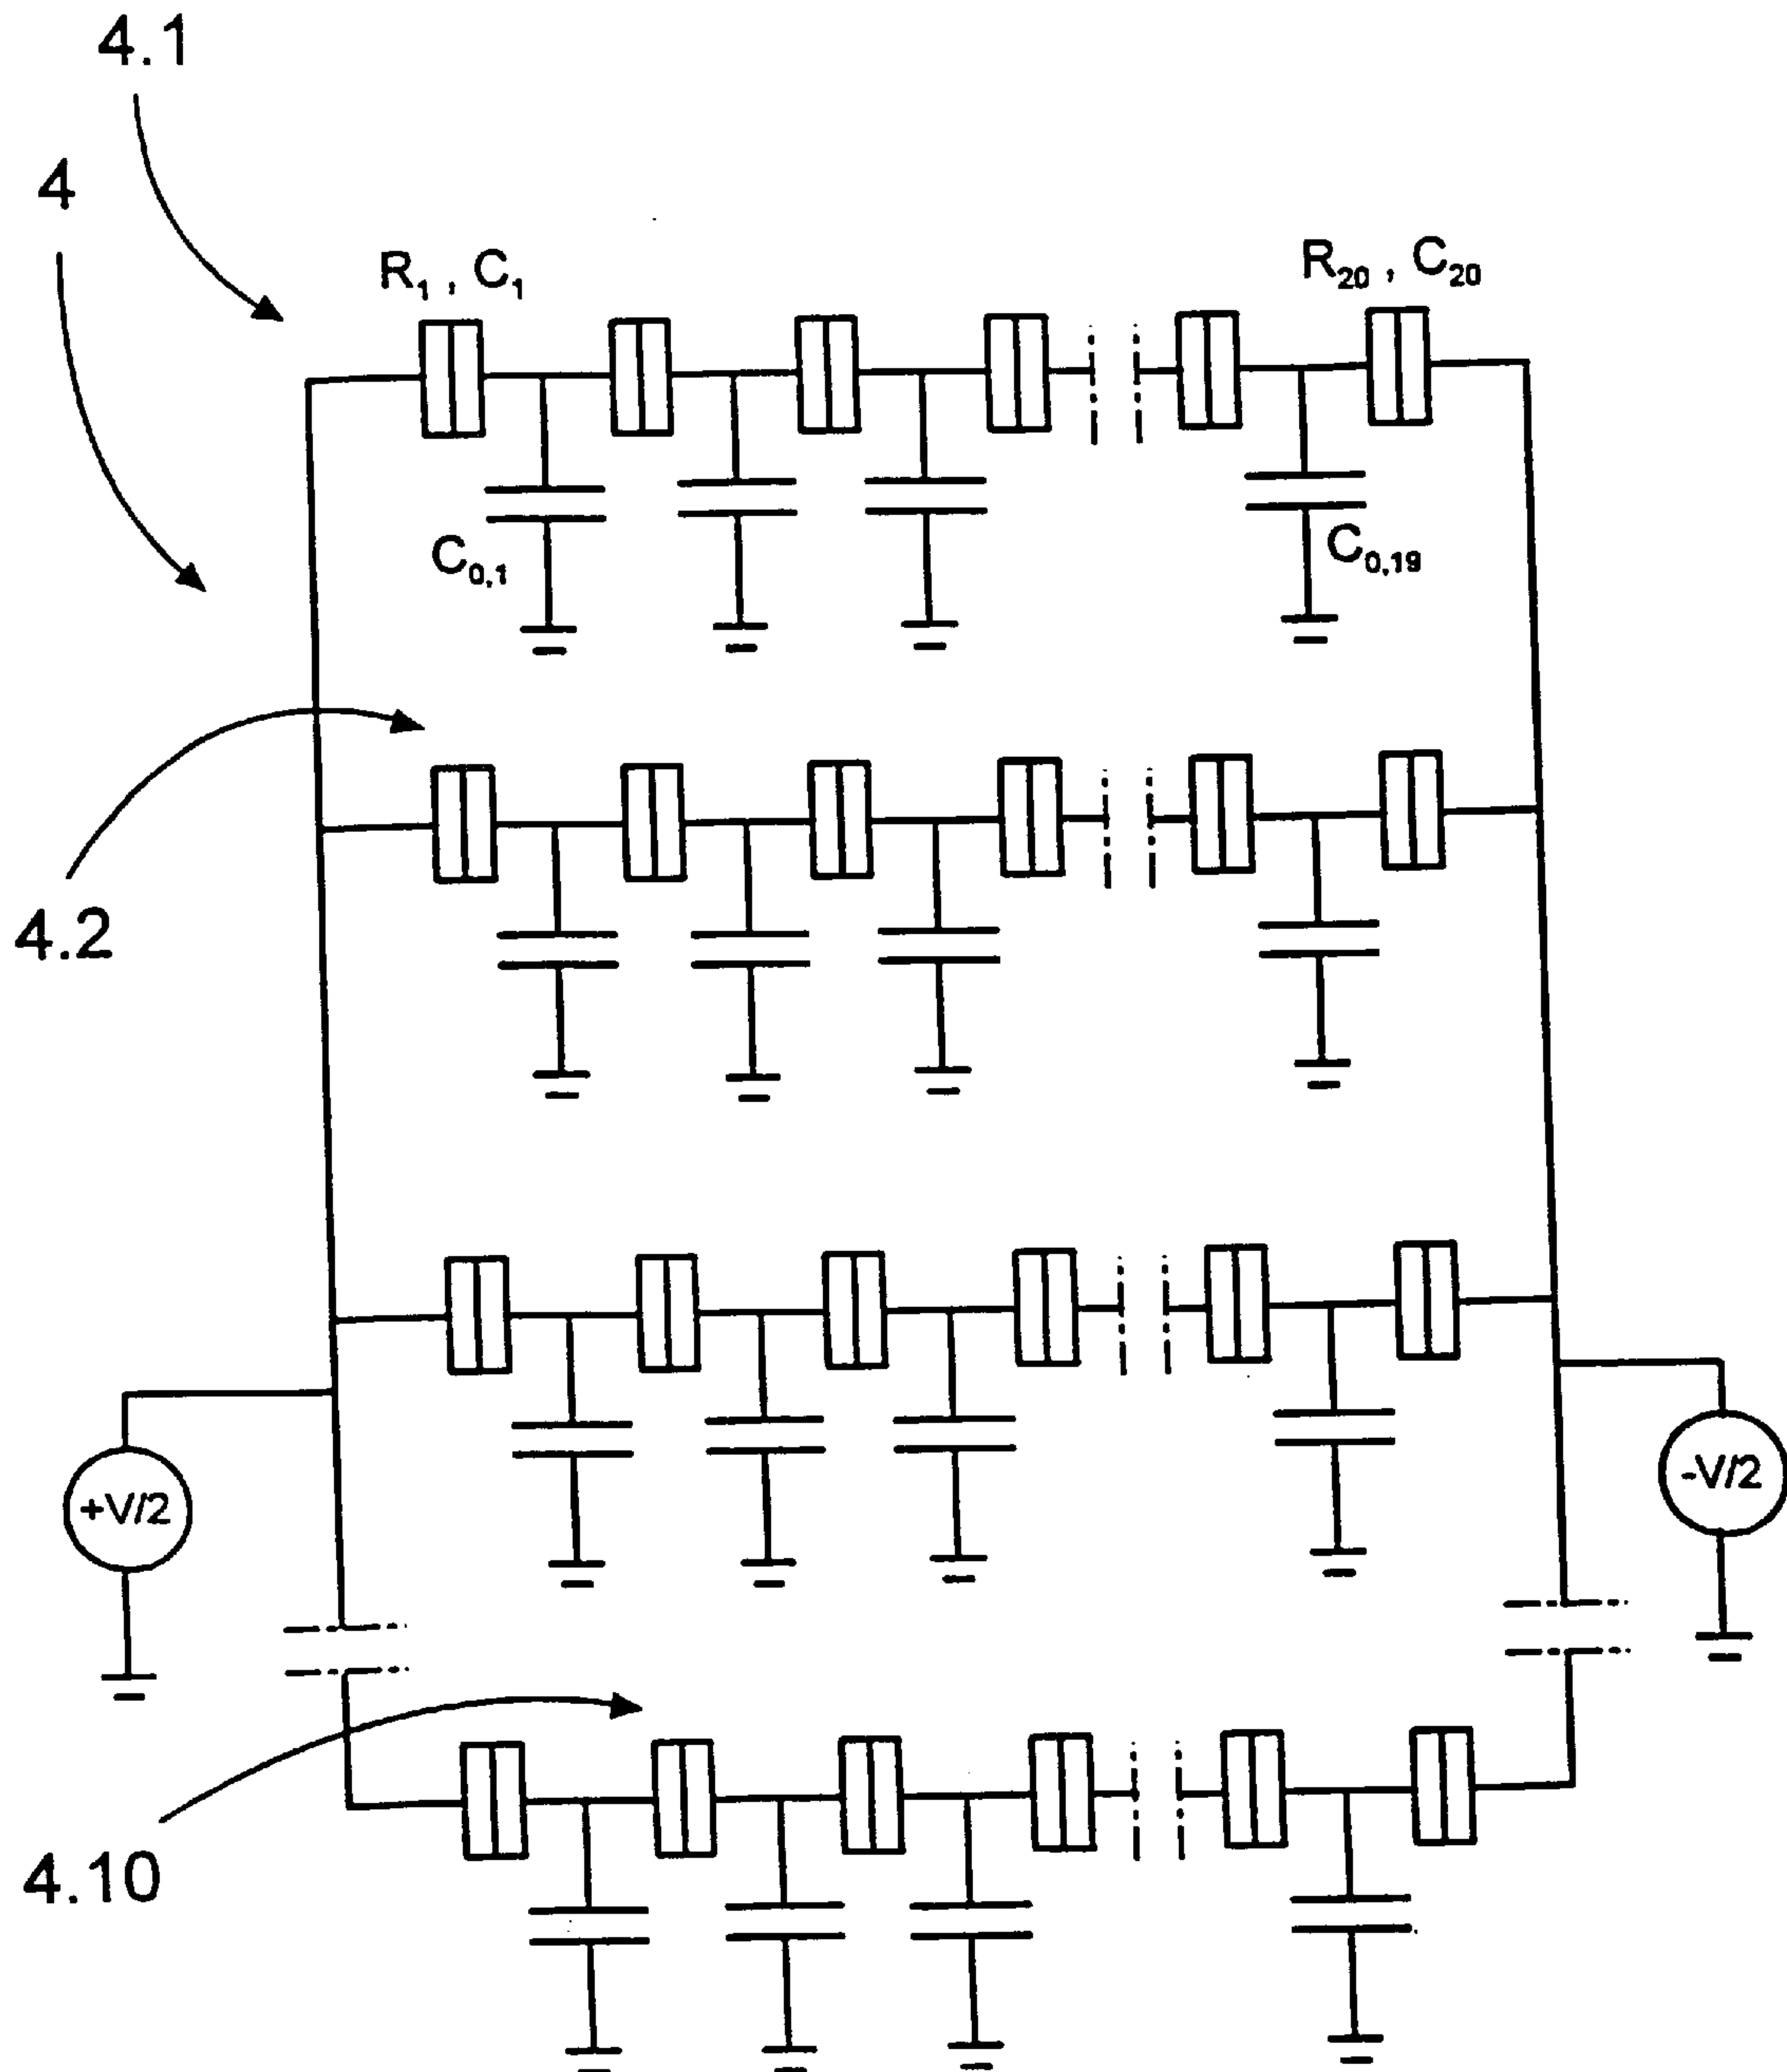 4.1
4
R₁ , C₁
R₂₀ , C₂₀
C₀,₁
C₀,₁₉
4.2
+V/2
-V/2
4.10